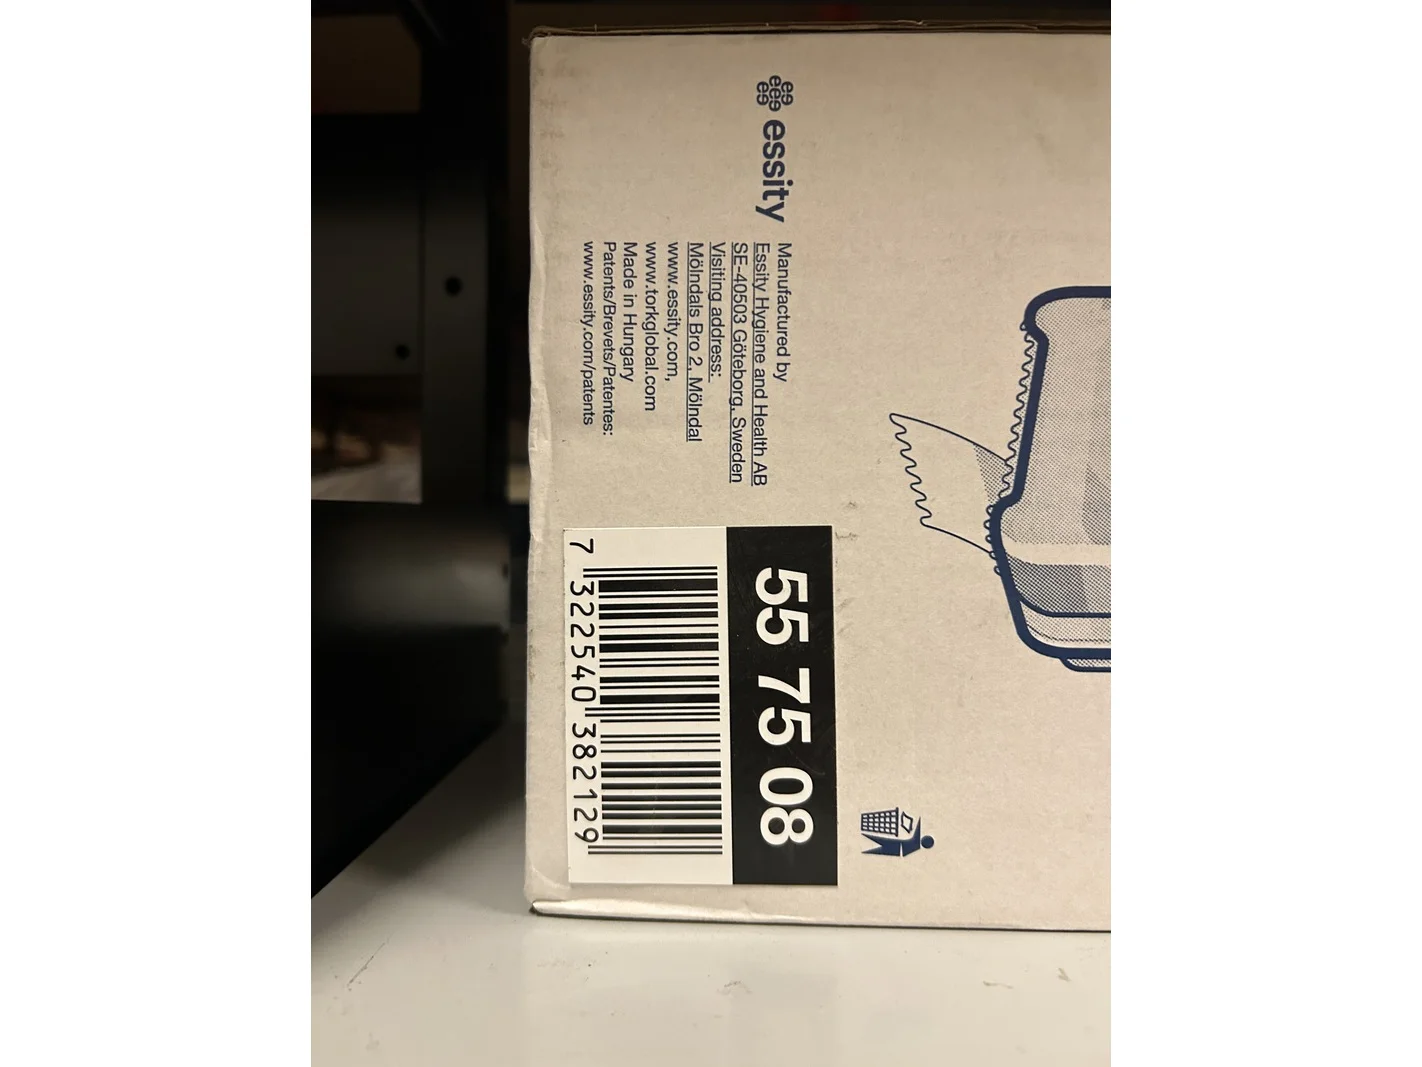 essity
Manufactured by
Essity Hygiene and Health AB
SE-40503 Göteborg, Sweden
Visiting address:
Mölndals Bro 2, Mölndal
www.essity.com,
www.torkglobal.com
Made in Hungary
Patents/Brevets/Patentes:
www.essity.com/patents
55 75 08
7 322540 382129